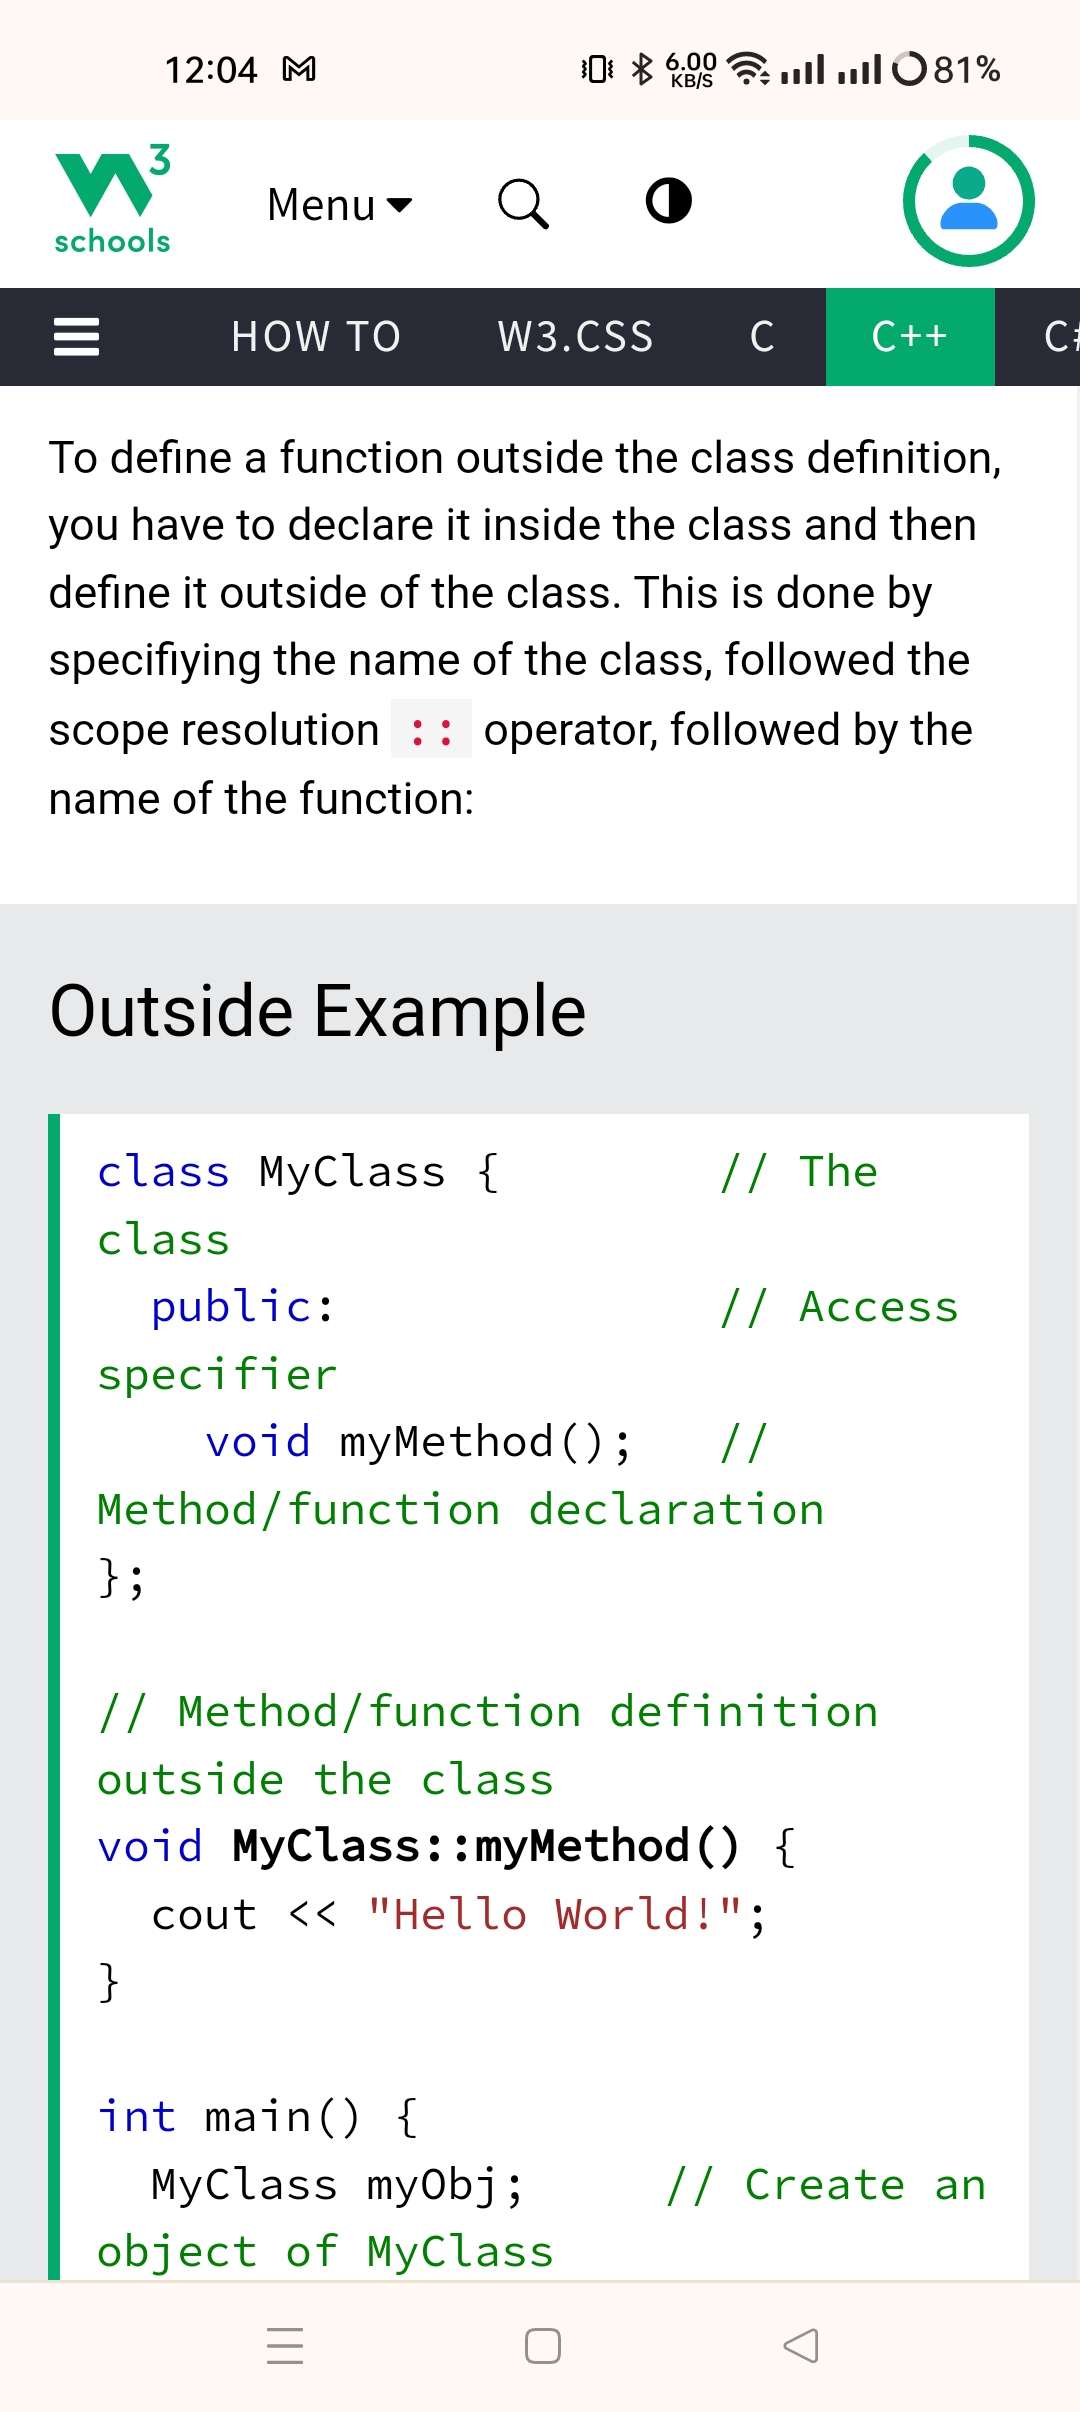 12:04 6.00 KB/S 81%
W3 schools Menu
HOW TO W3.CSS C C++
To define a function outside the class definition,
you have to declare it inside the class and then
define it outside of the class. This is done by
specifiying the name of the class, followed the
scope resolution :: operator, followed by the
name of the function:
Outside Example
class MyClass {        // The
class
  public:              // Access
specifier
    void myMethod();   //
Method/function declaration
};
// Method/function definition
outside the class
void MyClass::myMethod() {
  cout << "Hello World!";
}
int main() {
  MyClass myObj;     // Create an
object of MyClass